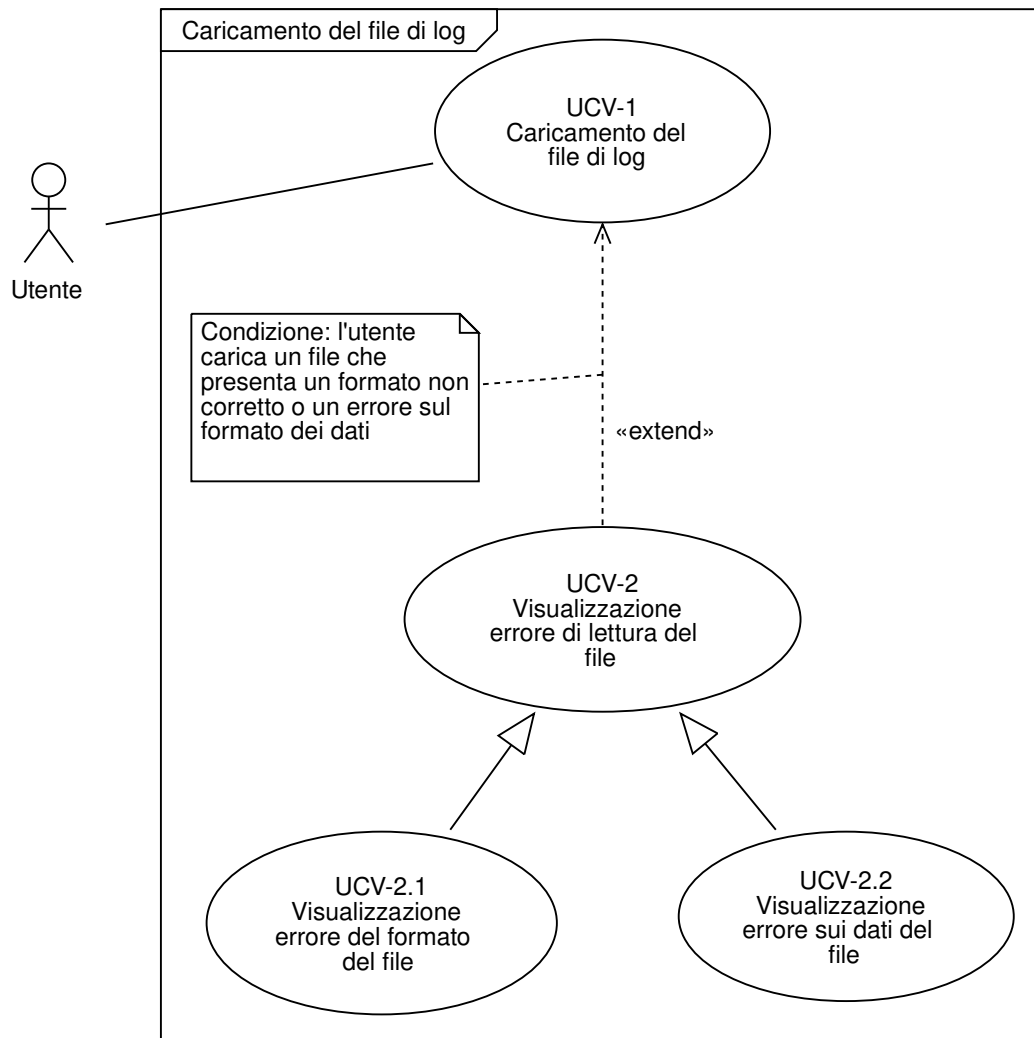 Caricamento del file di log
UCV-1
Caricamento del
file di log
Utente
Condizione: l'utente
carica un file che
presenta un formato non
corretto o un errore sul
formato dei dati
«extend»
UCV-2
Visualizzazione
errore di lettura del
file
UCV-2.1
Visualizzazione
errore del formato
del file
UCV-2.2
Visualizzazione
errore sui dati del
file